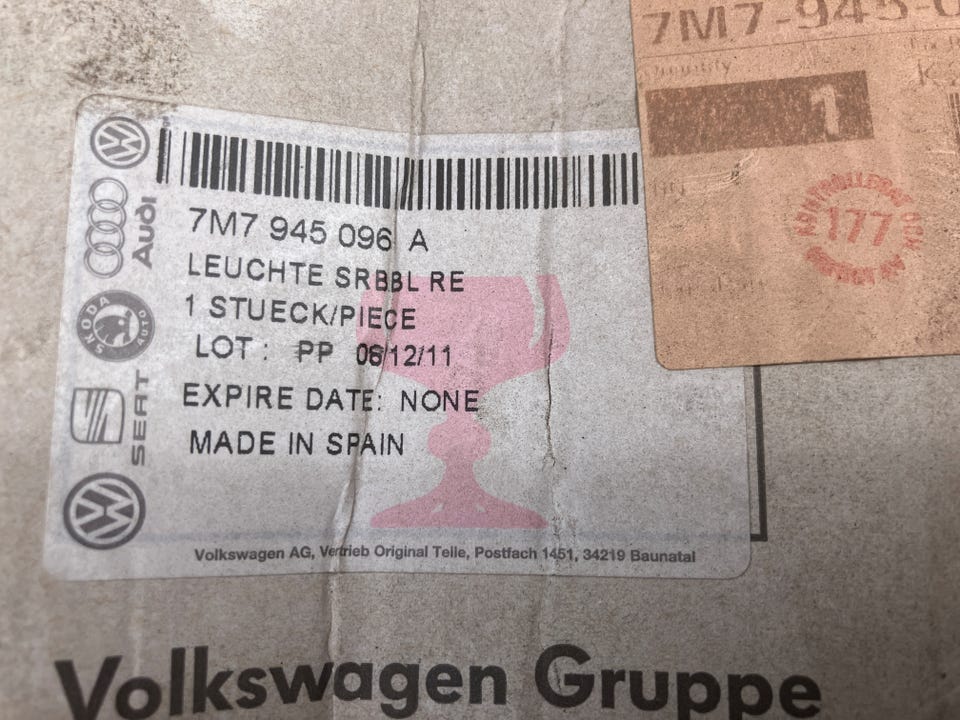 7M7-945-0
1
177
Audi
7M7 945 096 A
LEUCHTE SRBBL RE
SKODA AUTO
1 STUECK/PIECE
LOT : PP 06/12/11
EXPIRE DATE: NONE
SEAT
MADE IN SPAIN
Volkswagen AG, Vertrieb Original Teile, Postfach 1451, 34219 Baunatal
Volkswagen Gruppe